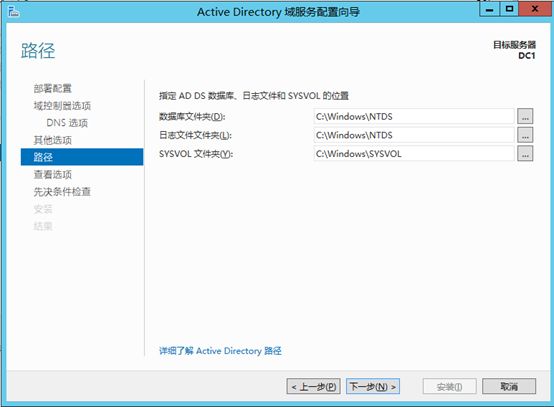 Active Directory 域服务配置向导
路径
目标服务器
DC1
部署配置
域控制器选项
DNS 选项
其他选项
路径
查看选项
先决条件检查
安装
结果
指定 AD DS 数据库、日志文件和 SYSVOL 的位置
数据库文件夹(D): C:\Windows\NTDS ...
日志文件文件夹(L): C:\Windows\NTDS ...
SYSVOL 文件夹(Y): C:\Windows\SYSVOL ...
详细了解 Active Directory 路径
< 上一步(P) 下一步(N) > 安装(I) 取消